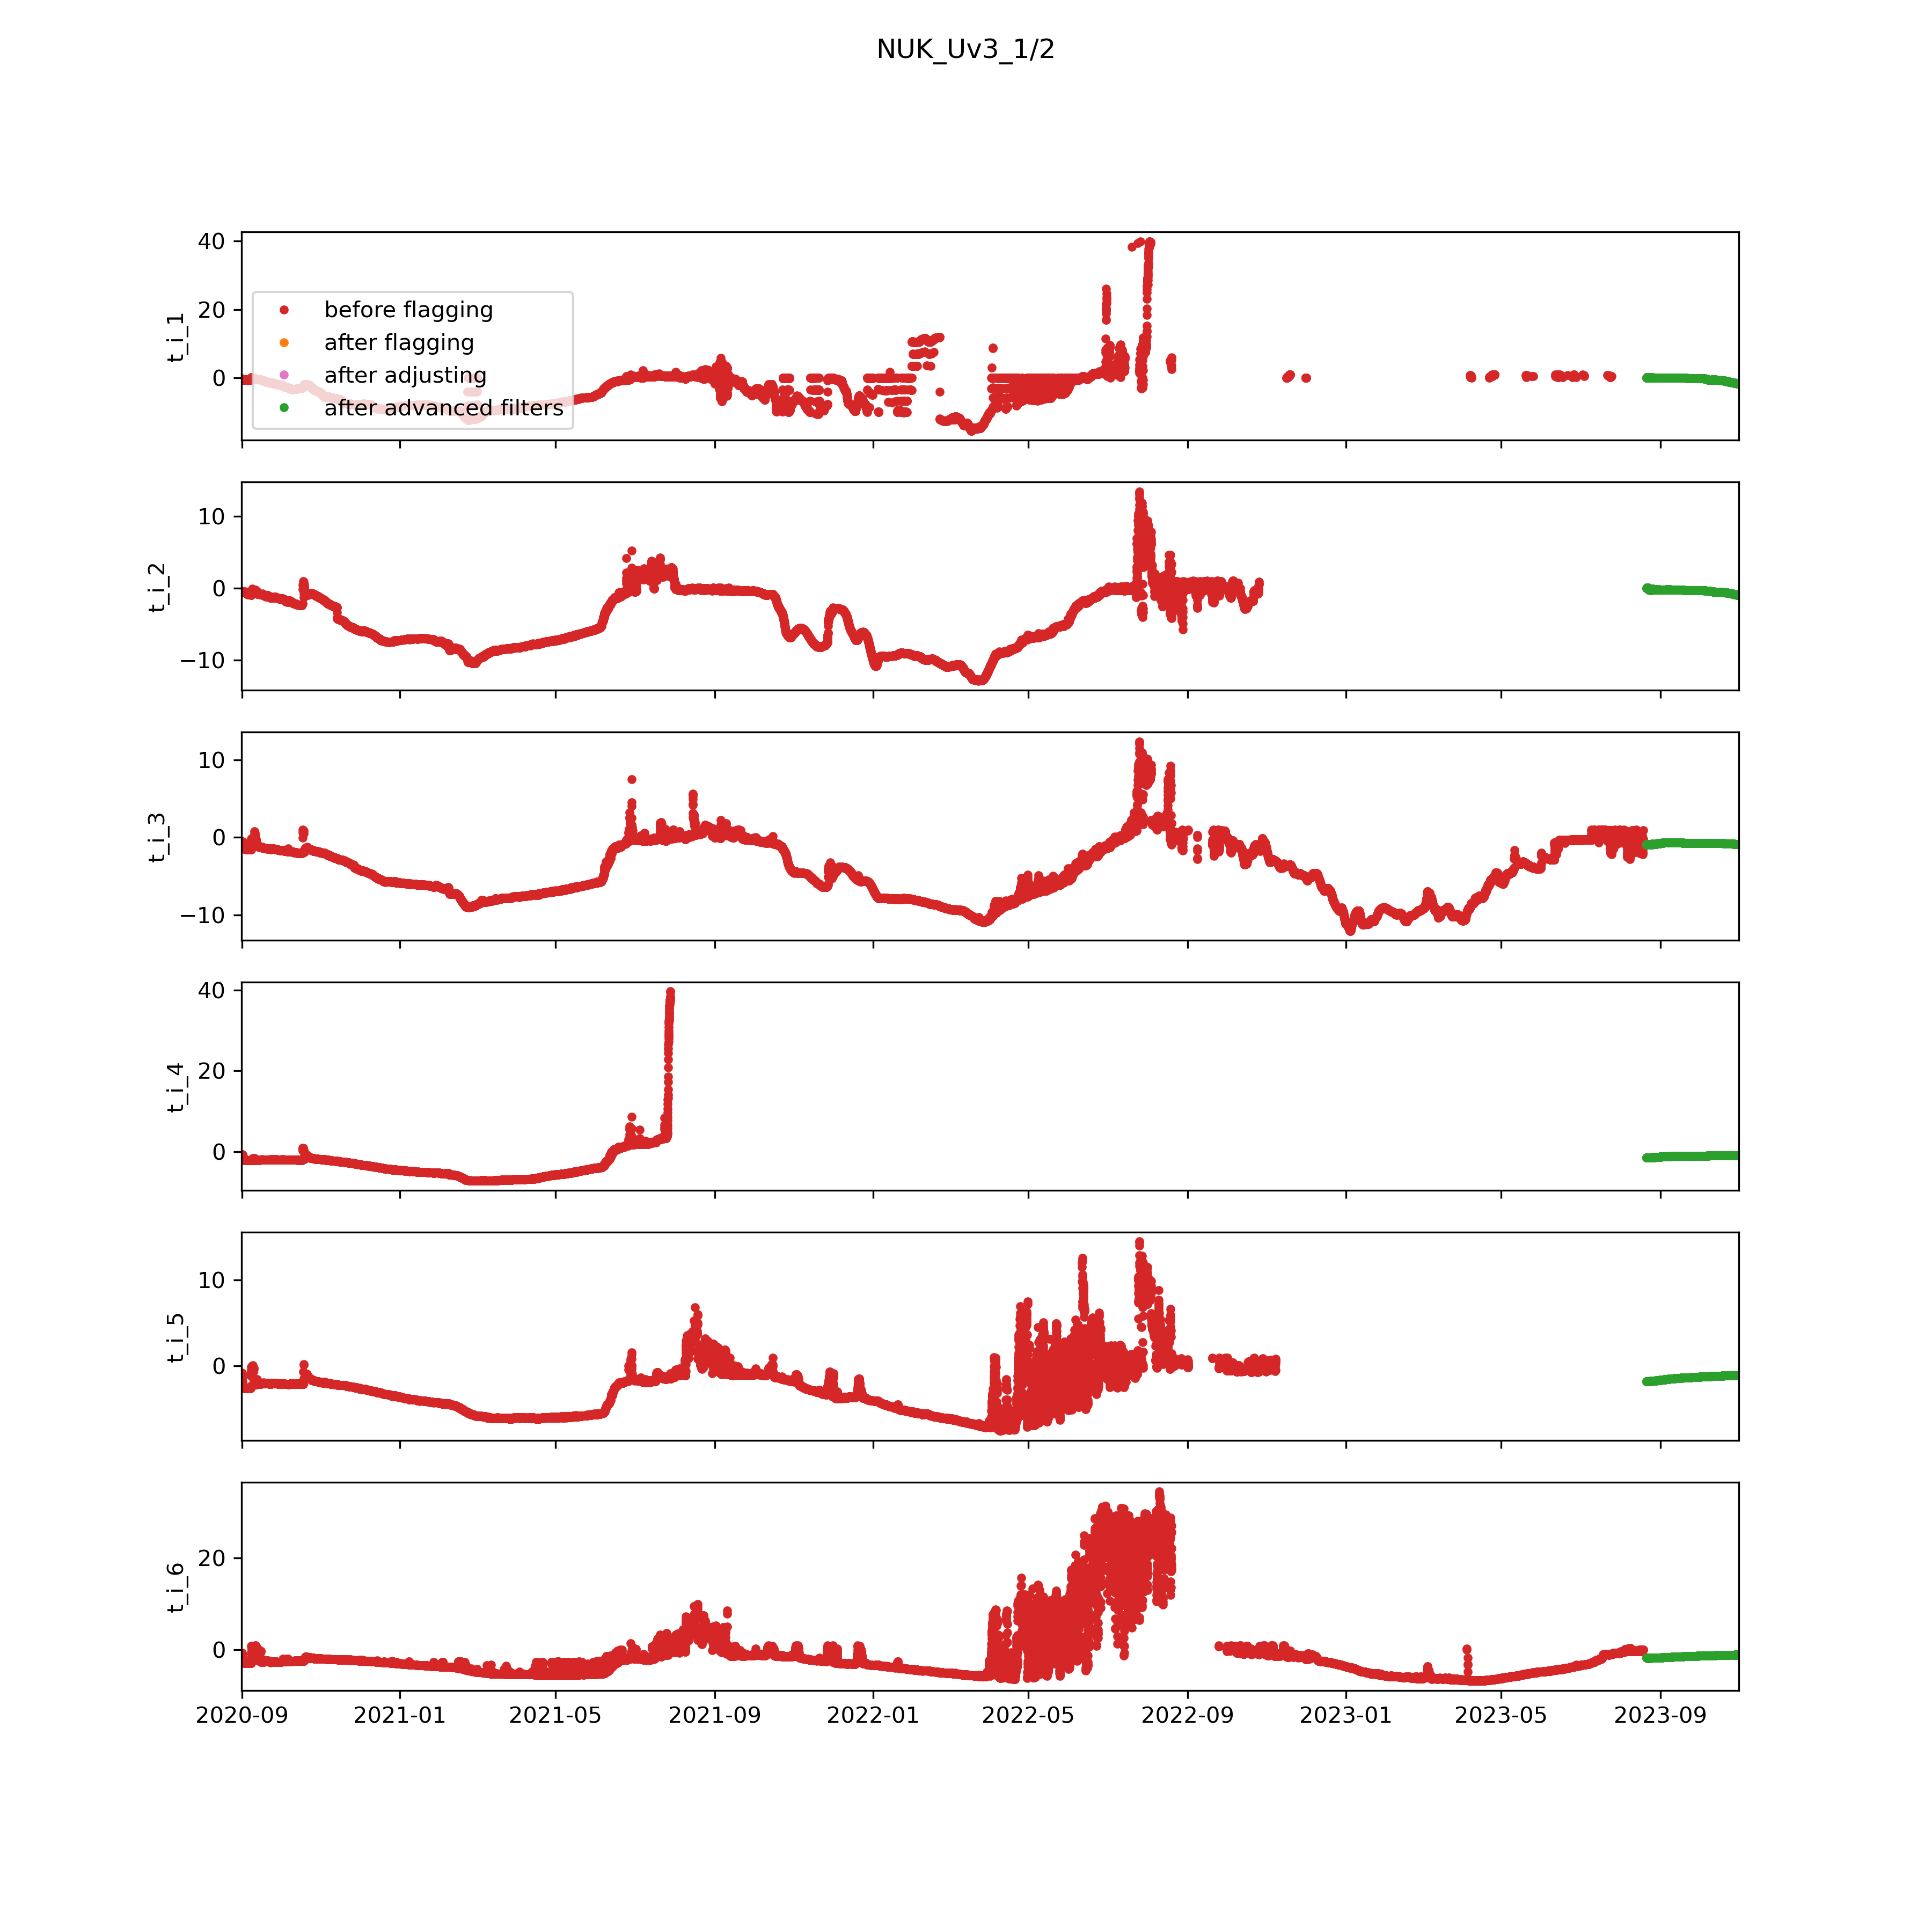 NUK_Uv3_1/2
40
20
0
t_i_1
before flagging
after flagging
after adjusting
after advanced filters
10
0
−10
t_i_2
10
0
−10
t_i_3
40
20
0
t_i_4
10
0
t_i_5
20
0
t_i_6
2020-09 2021-01 2021-05 2021-09 2022-01 2022-05 2022-09 2023-01 2023-05 2023-09